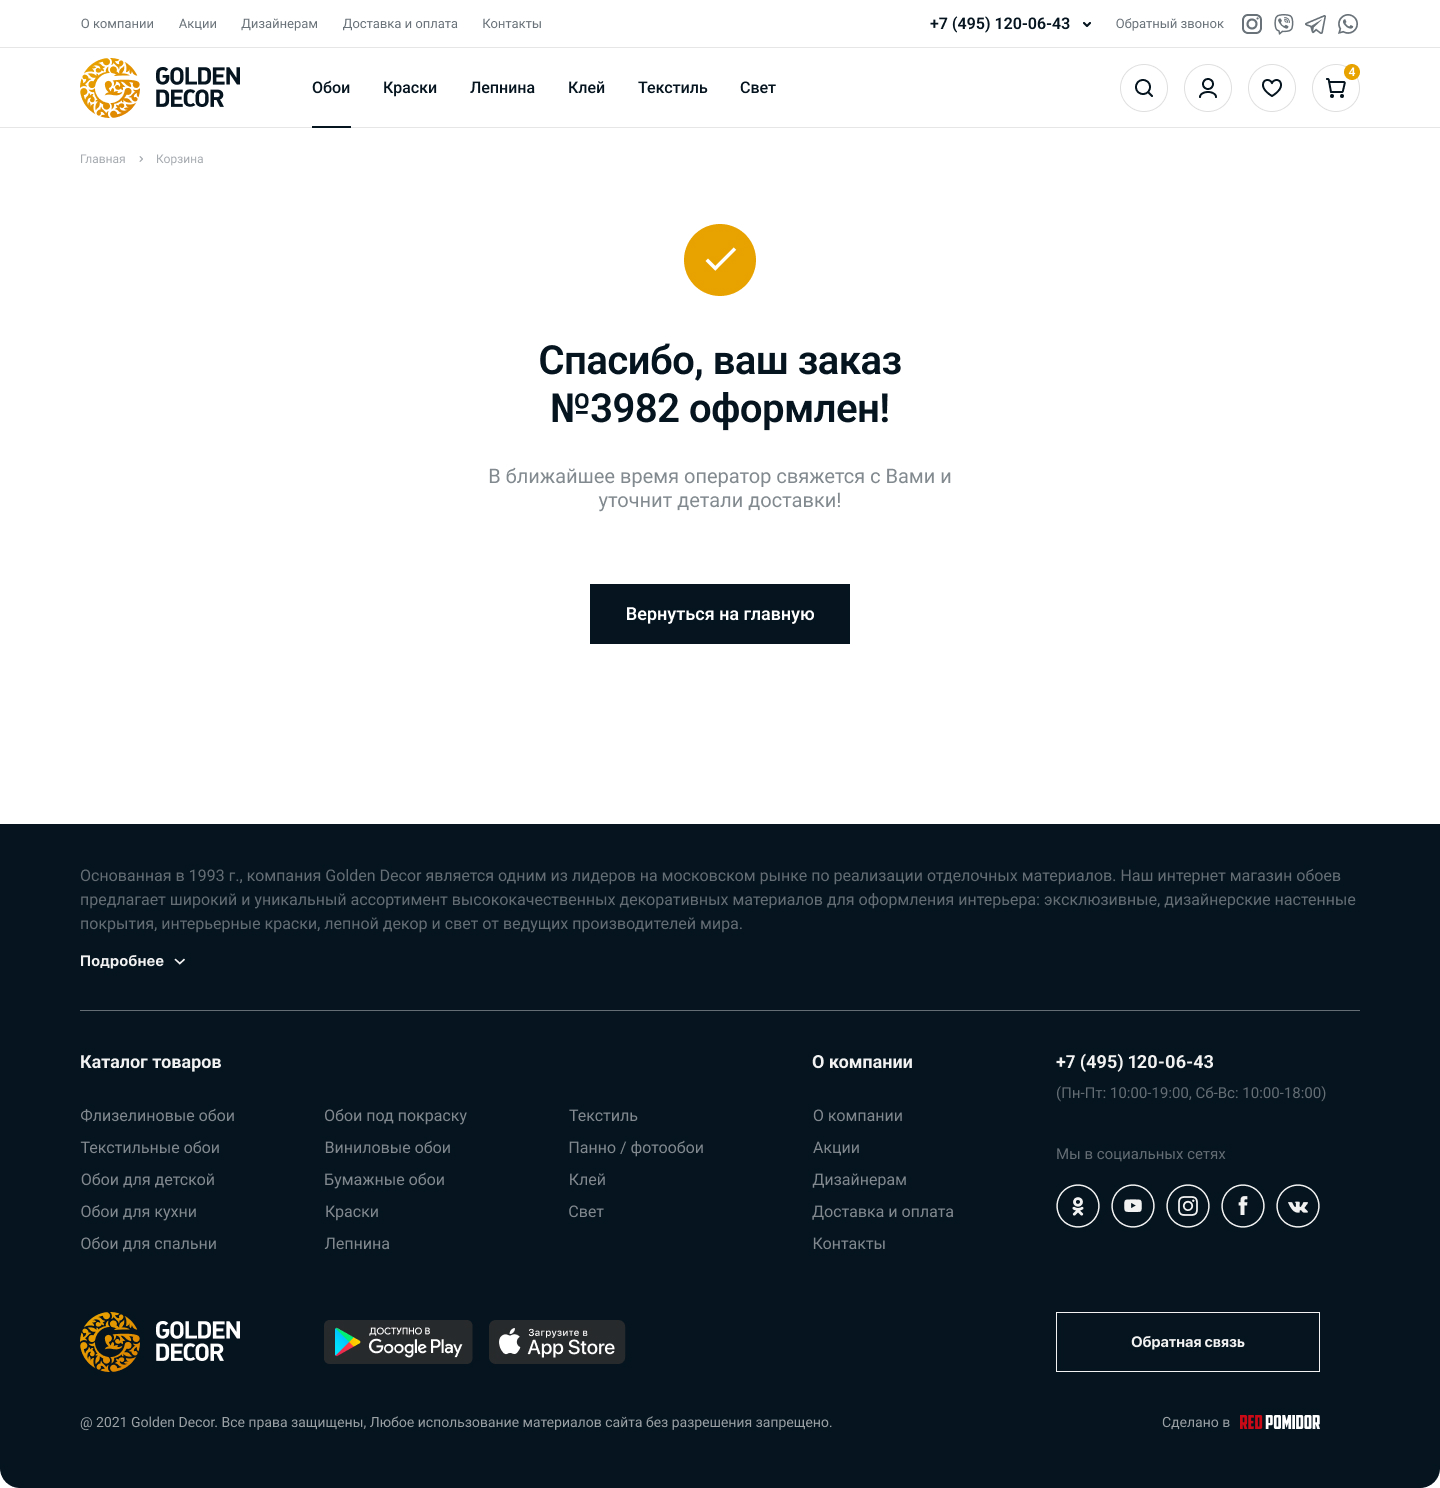 О компании Акции Дизайнерам Доставка и оплата Контакты +7 (495) 120-06-43 Обратный звонок
GOLDEN
DECOR
Обои Краски Лепнина Клей Текстиль Свет 4
Главная Корзина
Спасибо, ваш заказ
№3982 оформлен!
В ближайшее время оператор свяжется с Вами и
уточнит детали доставки!
Вернуться на главную
Основанная в 1993 г., компания Golden Decor является одним из лидеров на московском рынке по реализации отделочных материалов. Наш интернет магазин обоев
предлагает широкий и уникальный ассортимент высококачественных декоративных материалов для оформления интерьера: эксклюзивные, дизайнерские настенные
покрытия, интерьерные краски, лепной декор и свет от ведущих производителей мира.
Подробнее
Каталог товаров О компании +7 (495) 120-06-43
(Пн-Пт: 10:00-19:00, Сб-Вс: 10:00-18:00)
Флизелиновые обои Обои под покраску Текстиль О компании
Текстильные обои Виниловые обои Панно / фотообои Акции Мы в социальных сетях
Обои для детской Бумажные обои Клей Дизайнерам
Обои для кухни Краски Свет Доставка и оплата
Обои для спальни Лепнина Контакты
GOLDEN
DECOR
ДОСТУПНО В
Google Play
Загрузите в
App Store
Обратная связь
@ 2021 Golden Decor. Все права защищены, Любое использование материалов сайта без разрешения запрещено. Сделано в RED POMIDOR